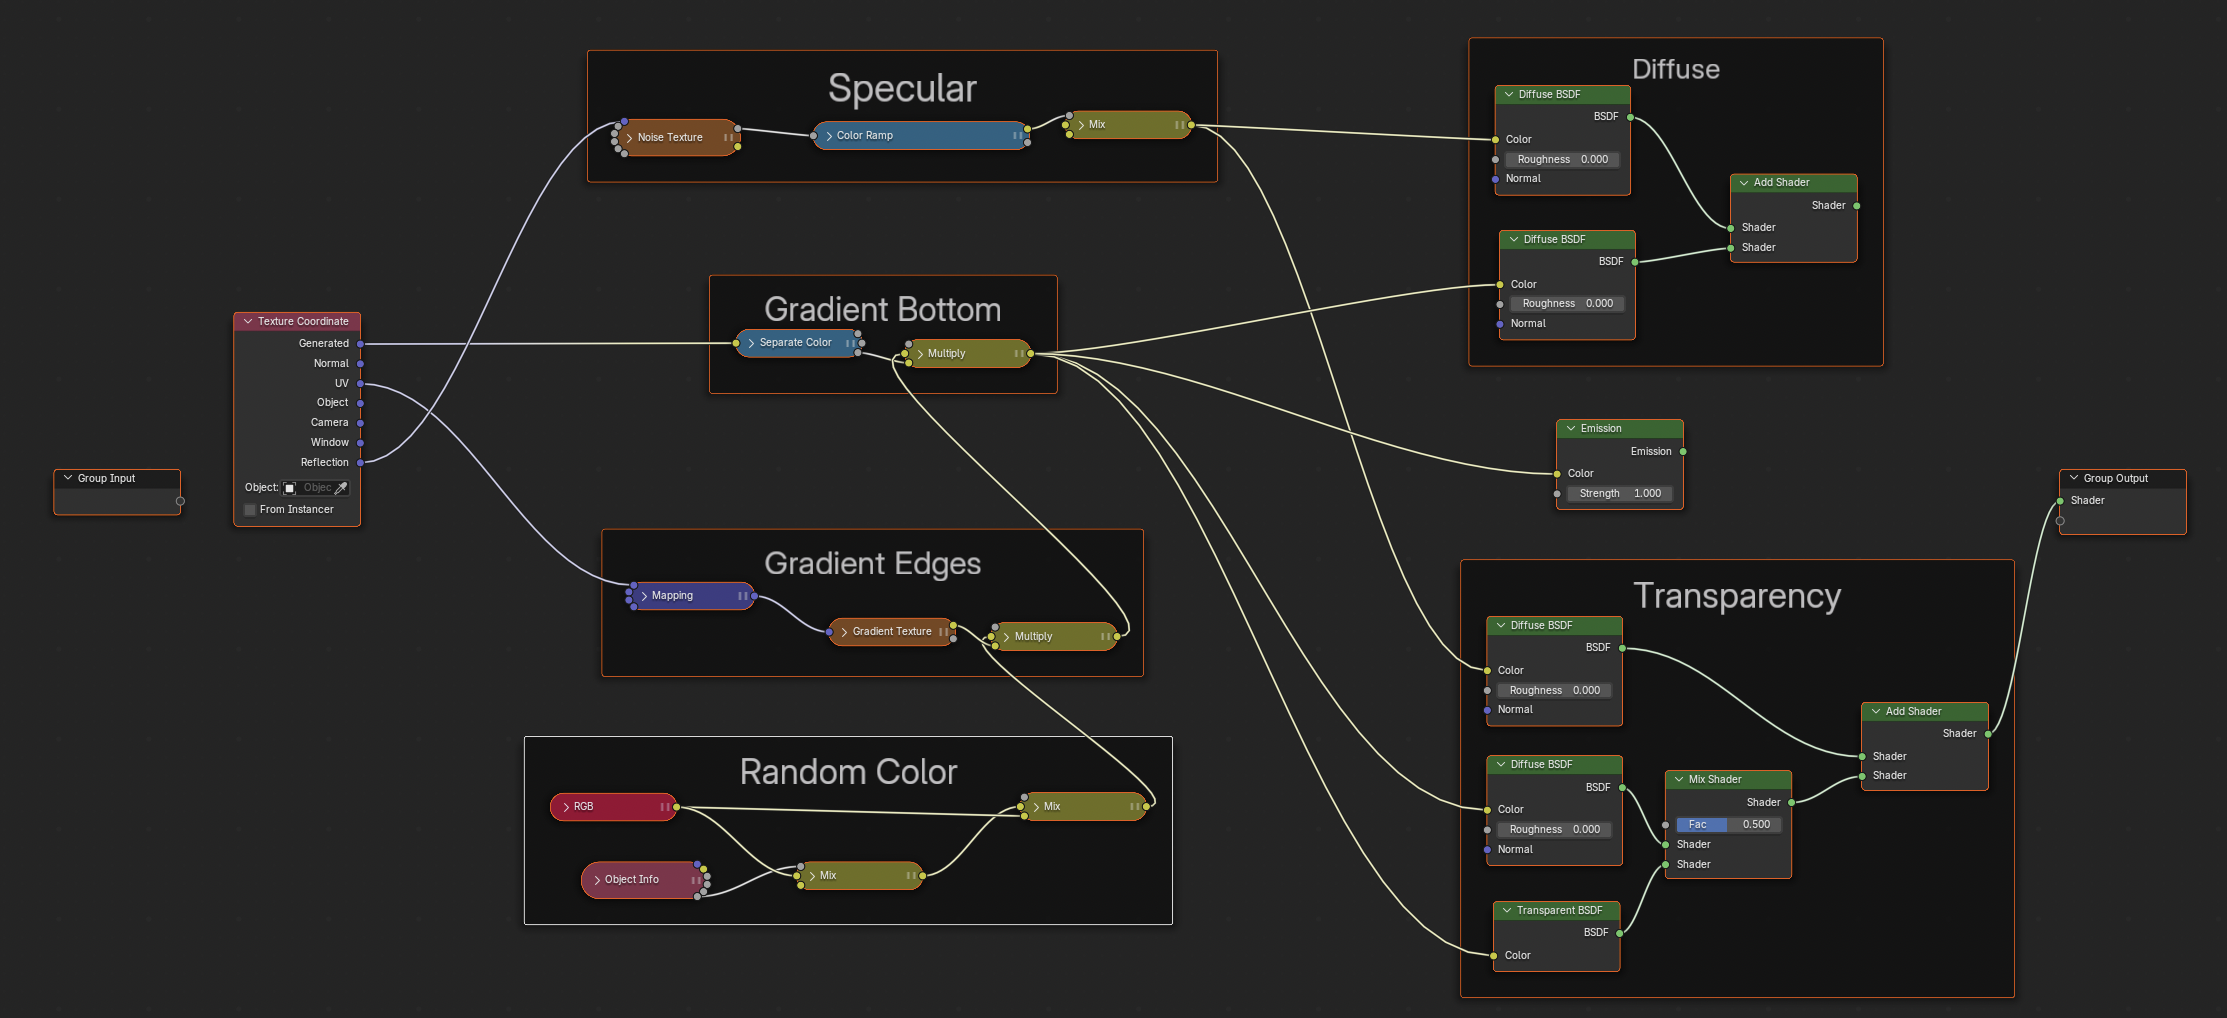 Specular
Noise Texture
Color Ramp
Mix
Diffuse
Diffuse BSDF
BSDF
Color
Roughness 0.000
Normal
Add Shader
Shader
Shader
Shader
Diffuse BSDF
BSDF
Color
Roughness 0.000
Normal
Gradient Bottom
Separate Color
Multiply
Texture Coordinate
Generated
Normal
UV
Object
Camera
Window
Reflection
Object: Objec
From Instancer
Group Input
Emission
Emission
Color
Strength 1.000
Group Output
Shader
Gradient Edges
Mapping
Gradient Texture
Multiply
Random Color
RGB
Mix
Object Info
Mix
Transparency
Diffuse BSDF
BSDF
Color
Roughness 0.000
Normal
Add Shader
Shader
Shader
Shader
Diffuse BSDF
BSDF
Color
Roughness 0.000
Normal
Mix Shader
Shader
Fac 0.500
Shader
Shader
Transparent BSDF
BSDF
Color